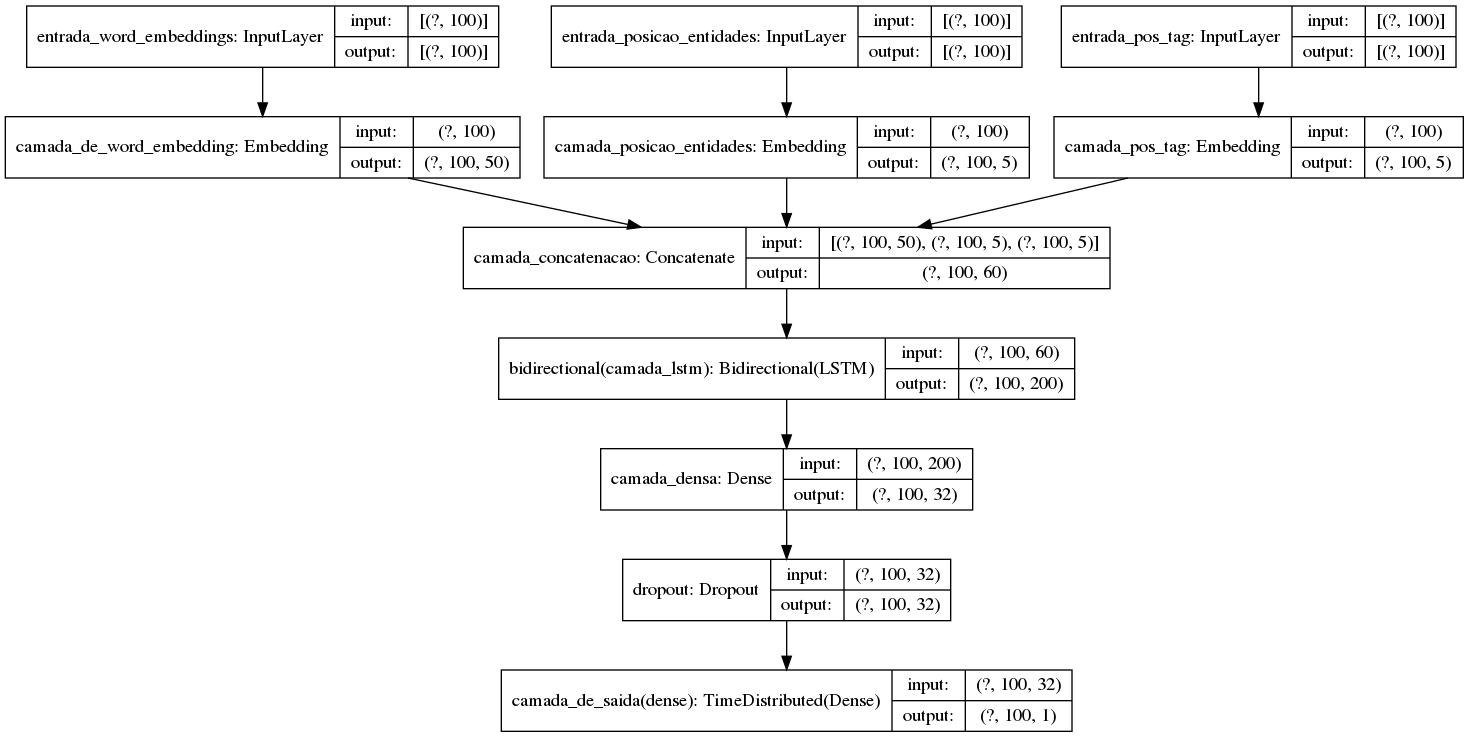 entrada_word_embeddings: InputLayer
input: [(?, 100)]
output: [(?, 100)]
entrada_posicao_entidades: InputLayer
input: [(?, 100)]
output: [(?, 100)]
entrada_pos_tag: InputLayer
input: [(?, 100)]
output: [(?, 100)]
camada_de_word_embedding: Embedding
input: (?, 100)
output: (?, 100, 50)
camada_posicao_entidades: Embedding
input: (?, 100)
output: (?, 100, 5)
camada_pos_tag: Embedding
input: (?, 100)
output: (?, 100, 5)
camada_concatenacao: Concatenate
input: [(?, 100, 50), (?, 100, 5), (?, 100, 5)]
output: (?, 100, 60)
bidirectional(camada_lstm): Bidirectional(LSTM)
input: (?, 100, 60)
output: (?, 100, 200)
camada_densa: Dense
input: (?, 100, 200)
output: (?, 100, 32)
dropout: Dropout
input: (?, 100, 32)
output: (?, 100, 32)
camada_de_saida(dense): TimeDistributed(Dense)
input: (?, 100, 32)
output: (?, 100, 1)